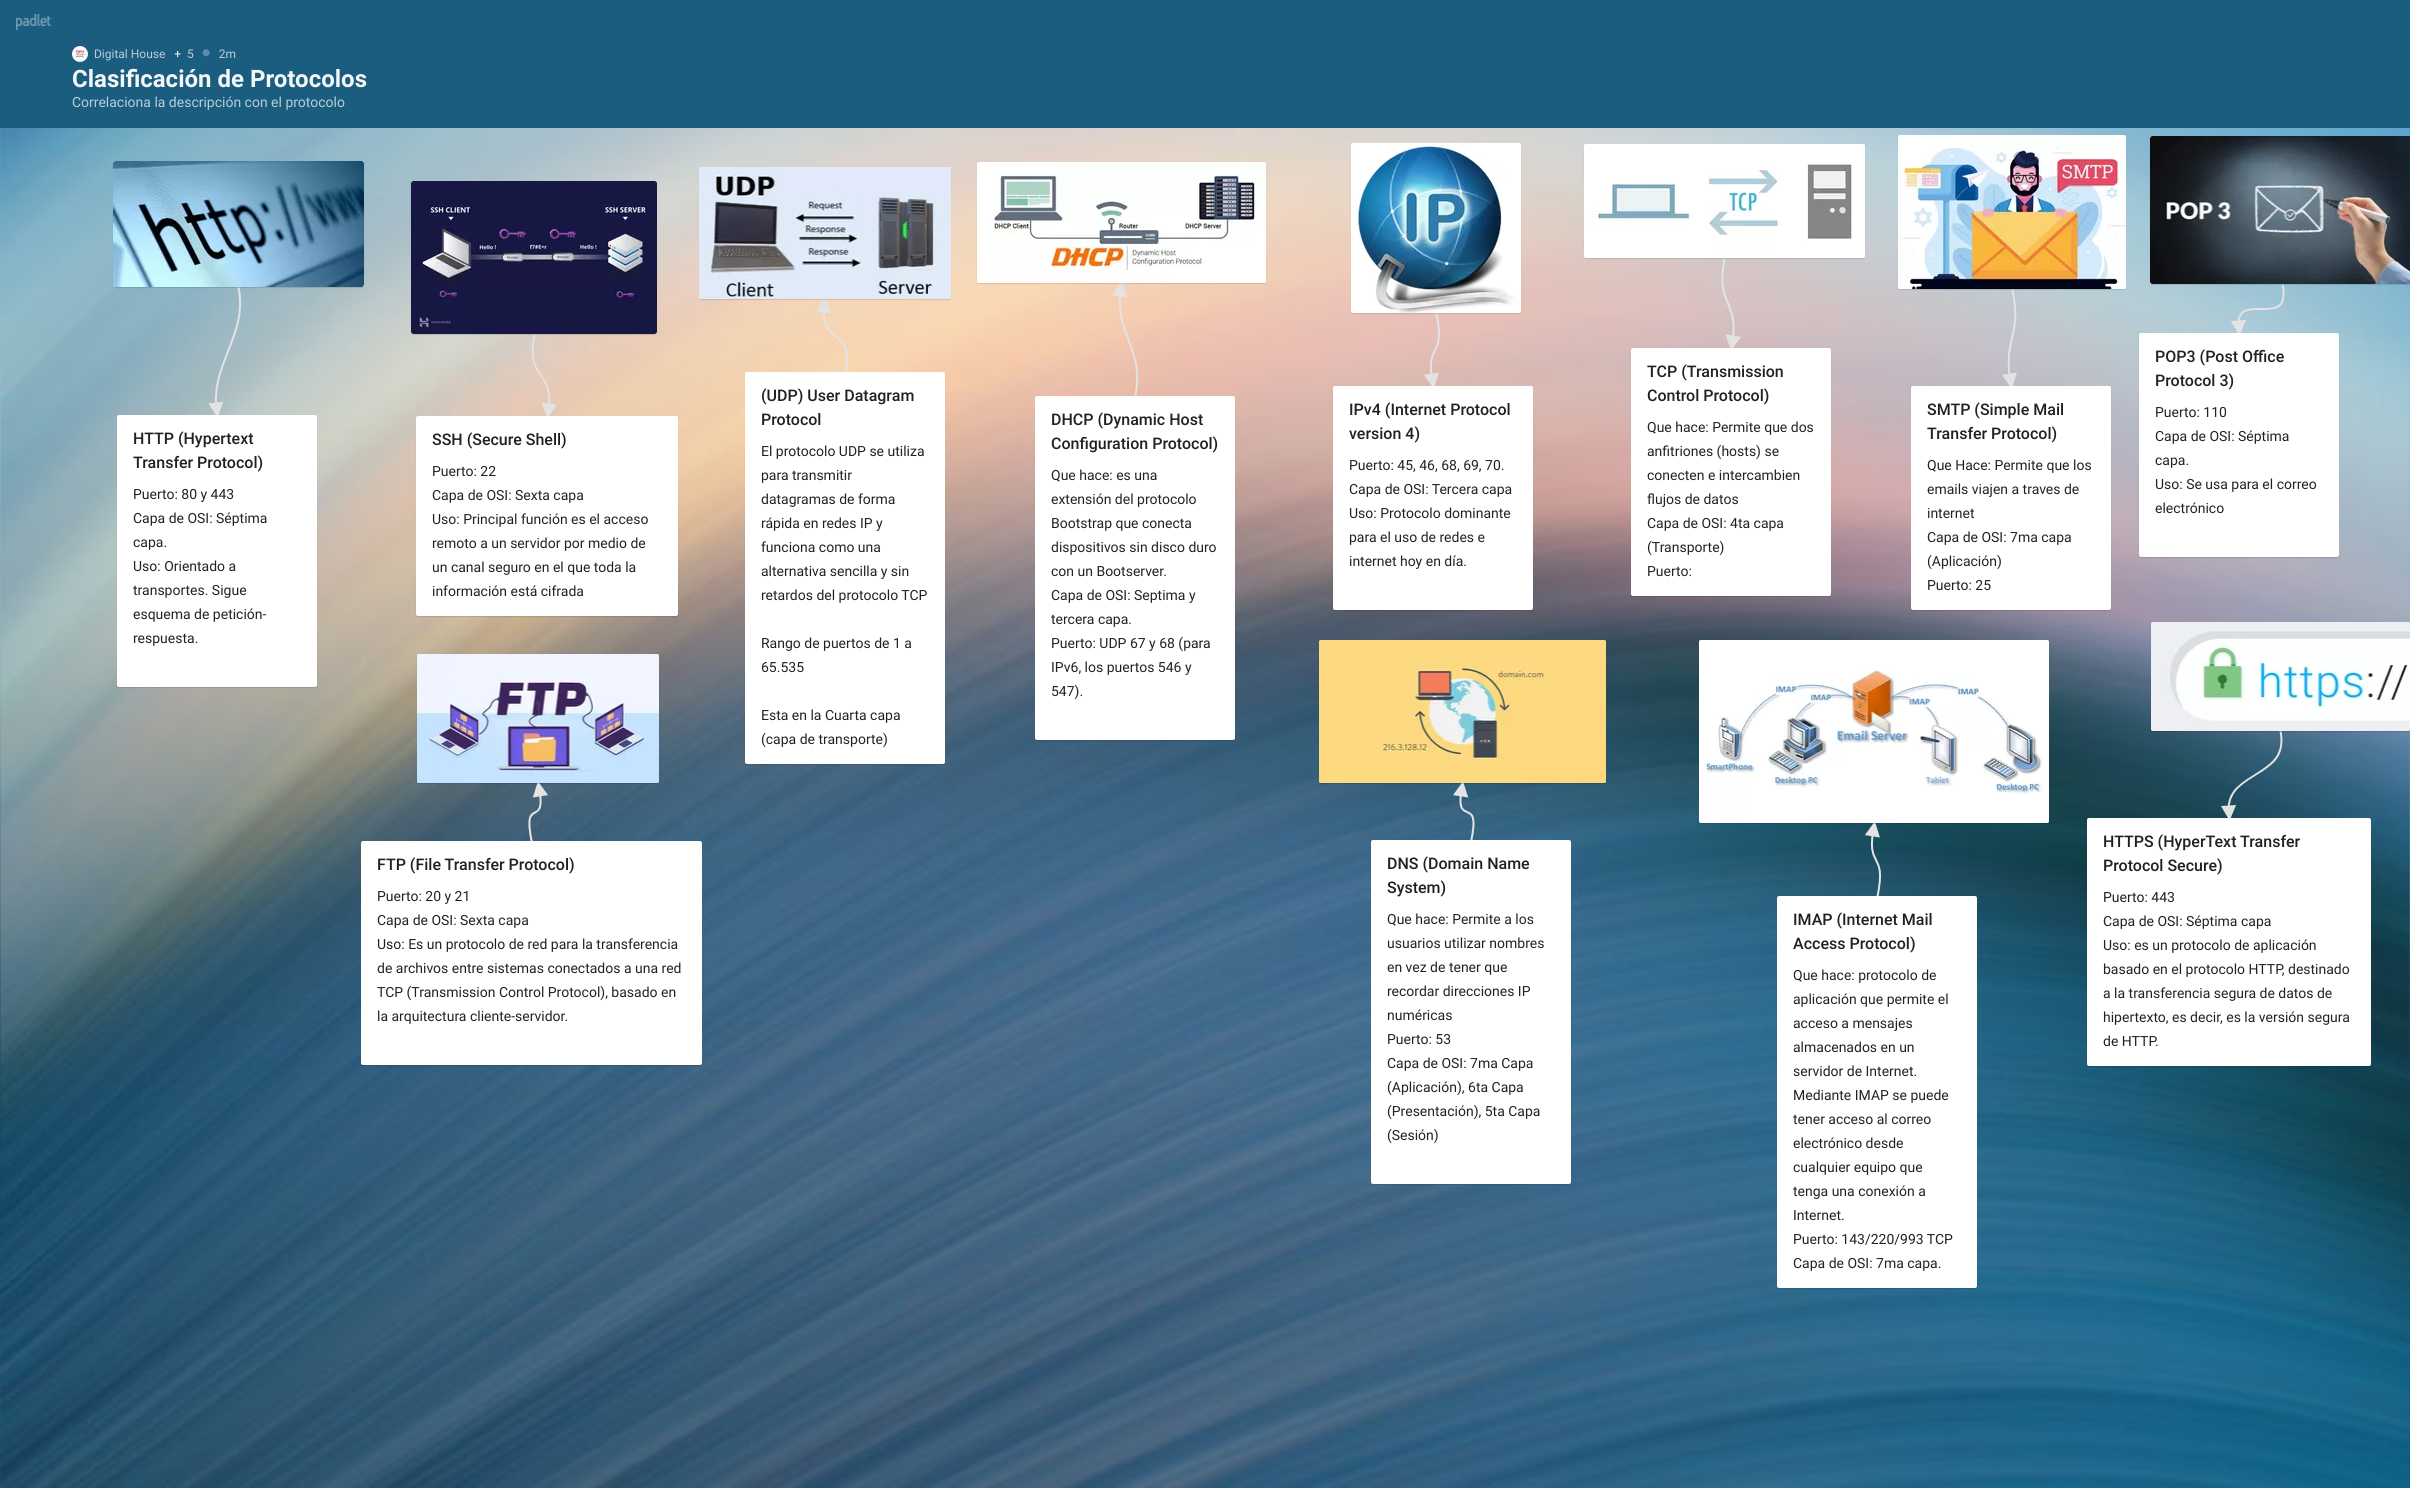 padlet
Digital House + 5 2m
Clasificación de Protocolos
Correlaciona la descripción con el protocolo
http://www
HTTP (Hypertext
Transfer Protocol)
Puerto: 80 y 443
Capa de OSI: Séptima
capa.
Uso: Orientado a
transportes. Sigue
esquema de petición-
respuesta.
SSH CLIENT
SSH SERVER
Hello !
Hello !
SSH (Secure Shell)
Puerto: 22
Capa de OSI: Sexta capa
Uso: Principal función es el acceso
remoto a un servidor por medio de
un canal seguro en el que toda la
información está cifrada
FTP
FTP (File Transfer Protocol)
Puerto: 20 y 21
Capa de OSI: Sexta capa
Uso: Es un protocolo de red para la transferencia
de archivos entre sistemas conectados a una red
TCP (Transmission Control Protocol), basado en
la arquitectura cliente-servidor.
UDP
Request
Response
Response
Client
Server
(UDP) User Datagram
Protocol
El protocolo UDP se utiliza
para transmitir
datagramas de forma
rápida en redes IP y
funciona como una
alternativa sencilla y sin
retardos del protocolo TCP
Rango de puertos de 1 a
65.535
Esta en la Cuarta capa
(capa de transporte)
DHCP Client
Router
DHCP Server
DHCP
Dynamic Host
Configuration Protocol
DHCP (Dynamic Host
Configuration Protocol)
Que hace: es una
extensión del protocolo
Bootstrap que conecta
dispositivos sin disco duro
con un Bootserver.
Capa de OSI: Septima y
tercera capa.
Puerto: UDP 67 y 68 (para
IPv6, los puertos 546 y
547).
IP
IPv4 (Internet Protocol
version 4)
Puerto: 45, 46, 68, 69, 70.
Capa de OSI: Tercera capa
Uso: Protocolo dominante
para el uso de redes e
internet hoy en día.
domain.com
216.3.128.12
DNS (Domain Name
System)
Que hace: Permite a los
usuarios utilizar nombres
en vez de tener que
recordar direcciones IP
numéricas
Puerto: 53
Capa de OSI: 7ma Capa
(Aplicación), 6ta Capa
(Presentación), 5ta Capa
(Sesión)
TCP
TCP (Transmission
Control Protocol)
Que hace: Permite que dos
anfitriones (hosts) se
conecten e intercambien
flujos de datos
Capa de OSI: 4ta capa
(Transporte)
Puerto:
SMTP
SMTP (Simple Mail
Transfer Protocol)
Que Hace: Permite que los
emails viajen a traves de
internet
Capa de OSI: 7ma capa
(Aplicación)
Puerto: 25
IMAP
IMAP
IMAP
IMAP
Email Server
SmartPhone
Desktop PC
Tablet
Desktop PC
IMAP (Internet Mail
Access Protocol)
Que hace: protocolo de
aplicación que permite el
acceso a mensajes
almacenados en un
servidor de Internet.
Mediante IMAP se puede
tener acceso al correo
electrónico desde
cualquier equipo que
tenga una conexión a
Internet.
Puerto: 143/220/993 TCP
Capa de OSI: 7ma capa.
POP 3
POP3 (Post Office
Protocol 3)
Puerto: 110
Capa de OSI: Séptima
capa.
Uso: Se usa para el correo
electrónico
https://
HTTPS (HyperText Transfer
Protocol Secure)
Puerto: 443
Capa de OSI: Séptima capa
Uso: es un protocolo de aplicación
basado en el protocolo HTTP, destinado
a la transferencia segura de datos de
hipertexto, es decir, es la versión segura
de HTTP.